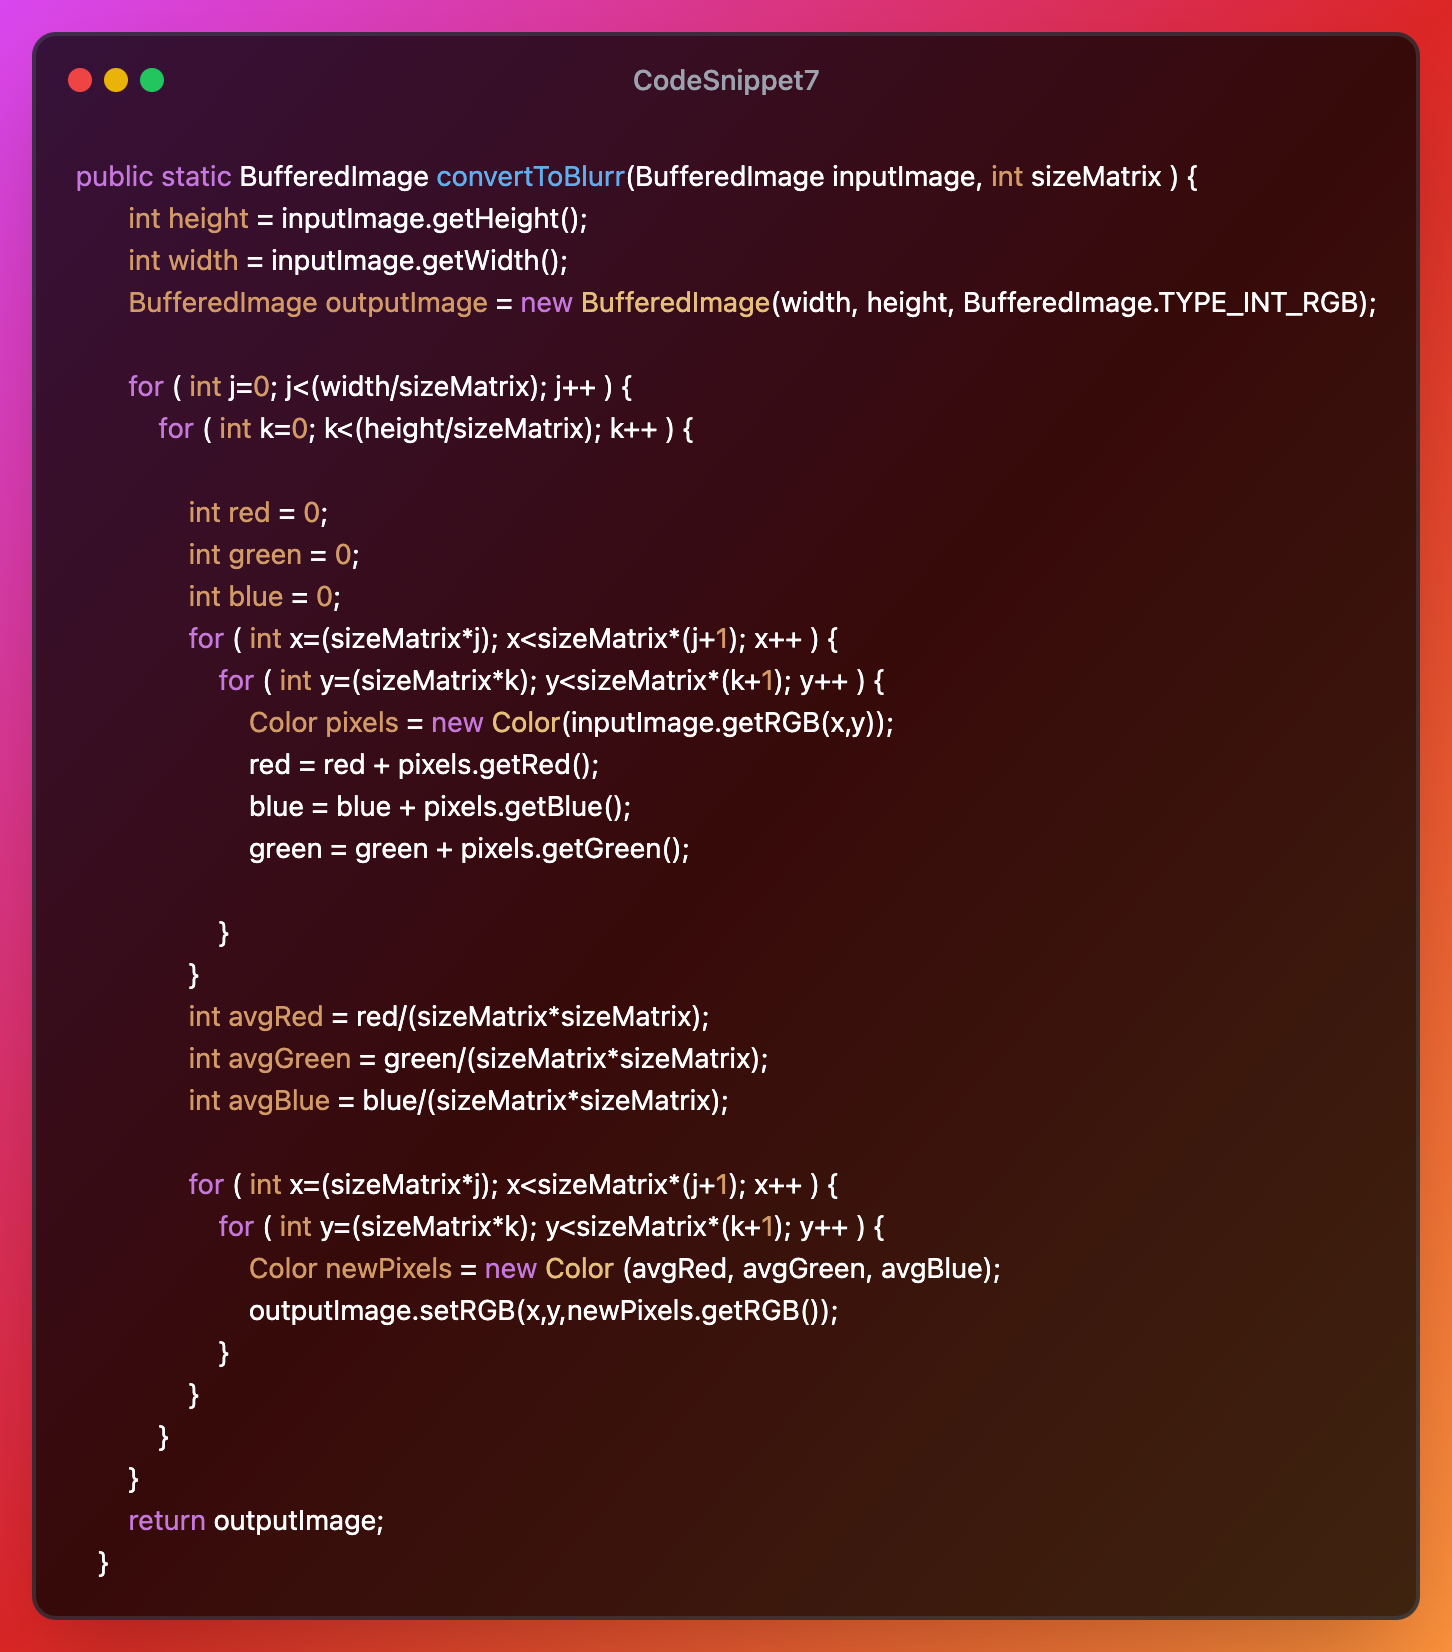 CodeSnippet7
public static BufferedImage convertToBlurr(BufferedImage inputImage, int sizeMatrix ) {
int height = inputImage.getHeight();
int width = inputImage.getWidth();
BufferedImage outputImage = new BufferedImage(width, height, BufferedImage.TYPE_INT_RGB);
for ( int j=0; j<(width/sizeMatrix); j++ ) {
for ( int k=0; k<(height/sizeMatrix); k++ ) {
int red = 0;
int green = 0;
int blue = 0;
for ( int x=(sizeMatrix*j); x<sizeMatrix*(j+1); x++ ) {
for ( int y=(sizeMatrix*k); y<sizeMatrix*(k+1); y++ ) {
Color pixels = new Color(inputImage.getRGB(x,y));
red = red + pixels.getRed();
blue = blue + pixels.getBlue();
green = green + pixels.getGreen();
}
}
int avgRed = red/(sizeMatrix*sizeMatrix);
int avgGreen = green/(sizeMatrix*sizeMatrix);
int avgBlue = blue/(sizeMatrix*sizeMatrix);
for ( int x=(sizeMatrix*j); x<sizeMatrix*(j+1); x++ ) {
for ( int y=(sizeMatrix*k); y<sizeMatrix*(k+1); y++ ) {
Color newPixels = new Color (avgRed, avgGreen, avgBlue);
outputImage.setRGB(x,y,newPixels.getRGB());
}
}
}
}
return outputImage;
}